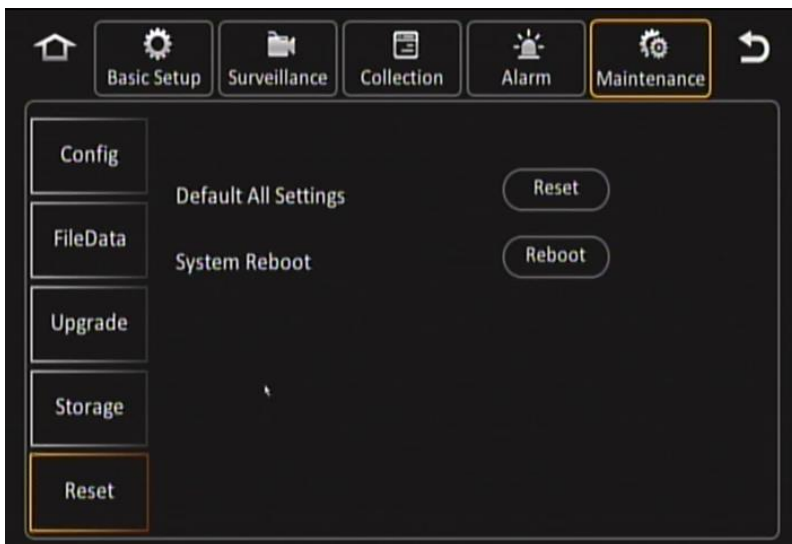 Basic Setup
Surveillance
Collection
Alarm
Maintenance
Config
Default All Settings
Reset
FileData
System Reboot
Reboot
Upgrade
Storage
Reset